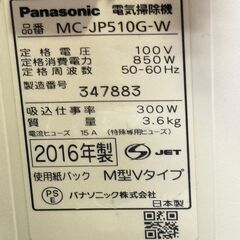 Panasonic 電気掃除機
品番 MC-JP510G-W
定格電圧 100V
定格消費電力 850W
定格周波数 50-60Hz
製造番号
347883
吸込仕事率 300W
質量 3.6kg
電流ヒューズ 15A (特殊専用ヒューズ)
2016年製 S JET
使用紙パック M型Vタイプ
PSE パナソニック株式会社
日本製